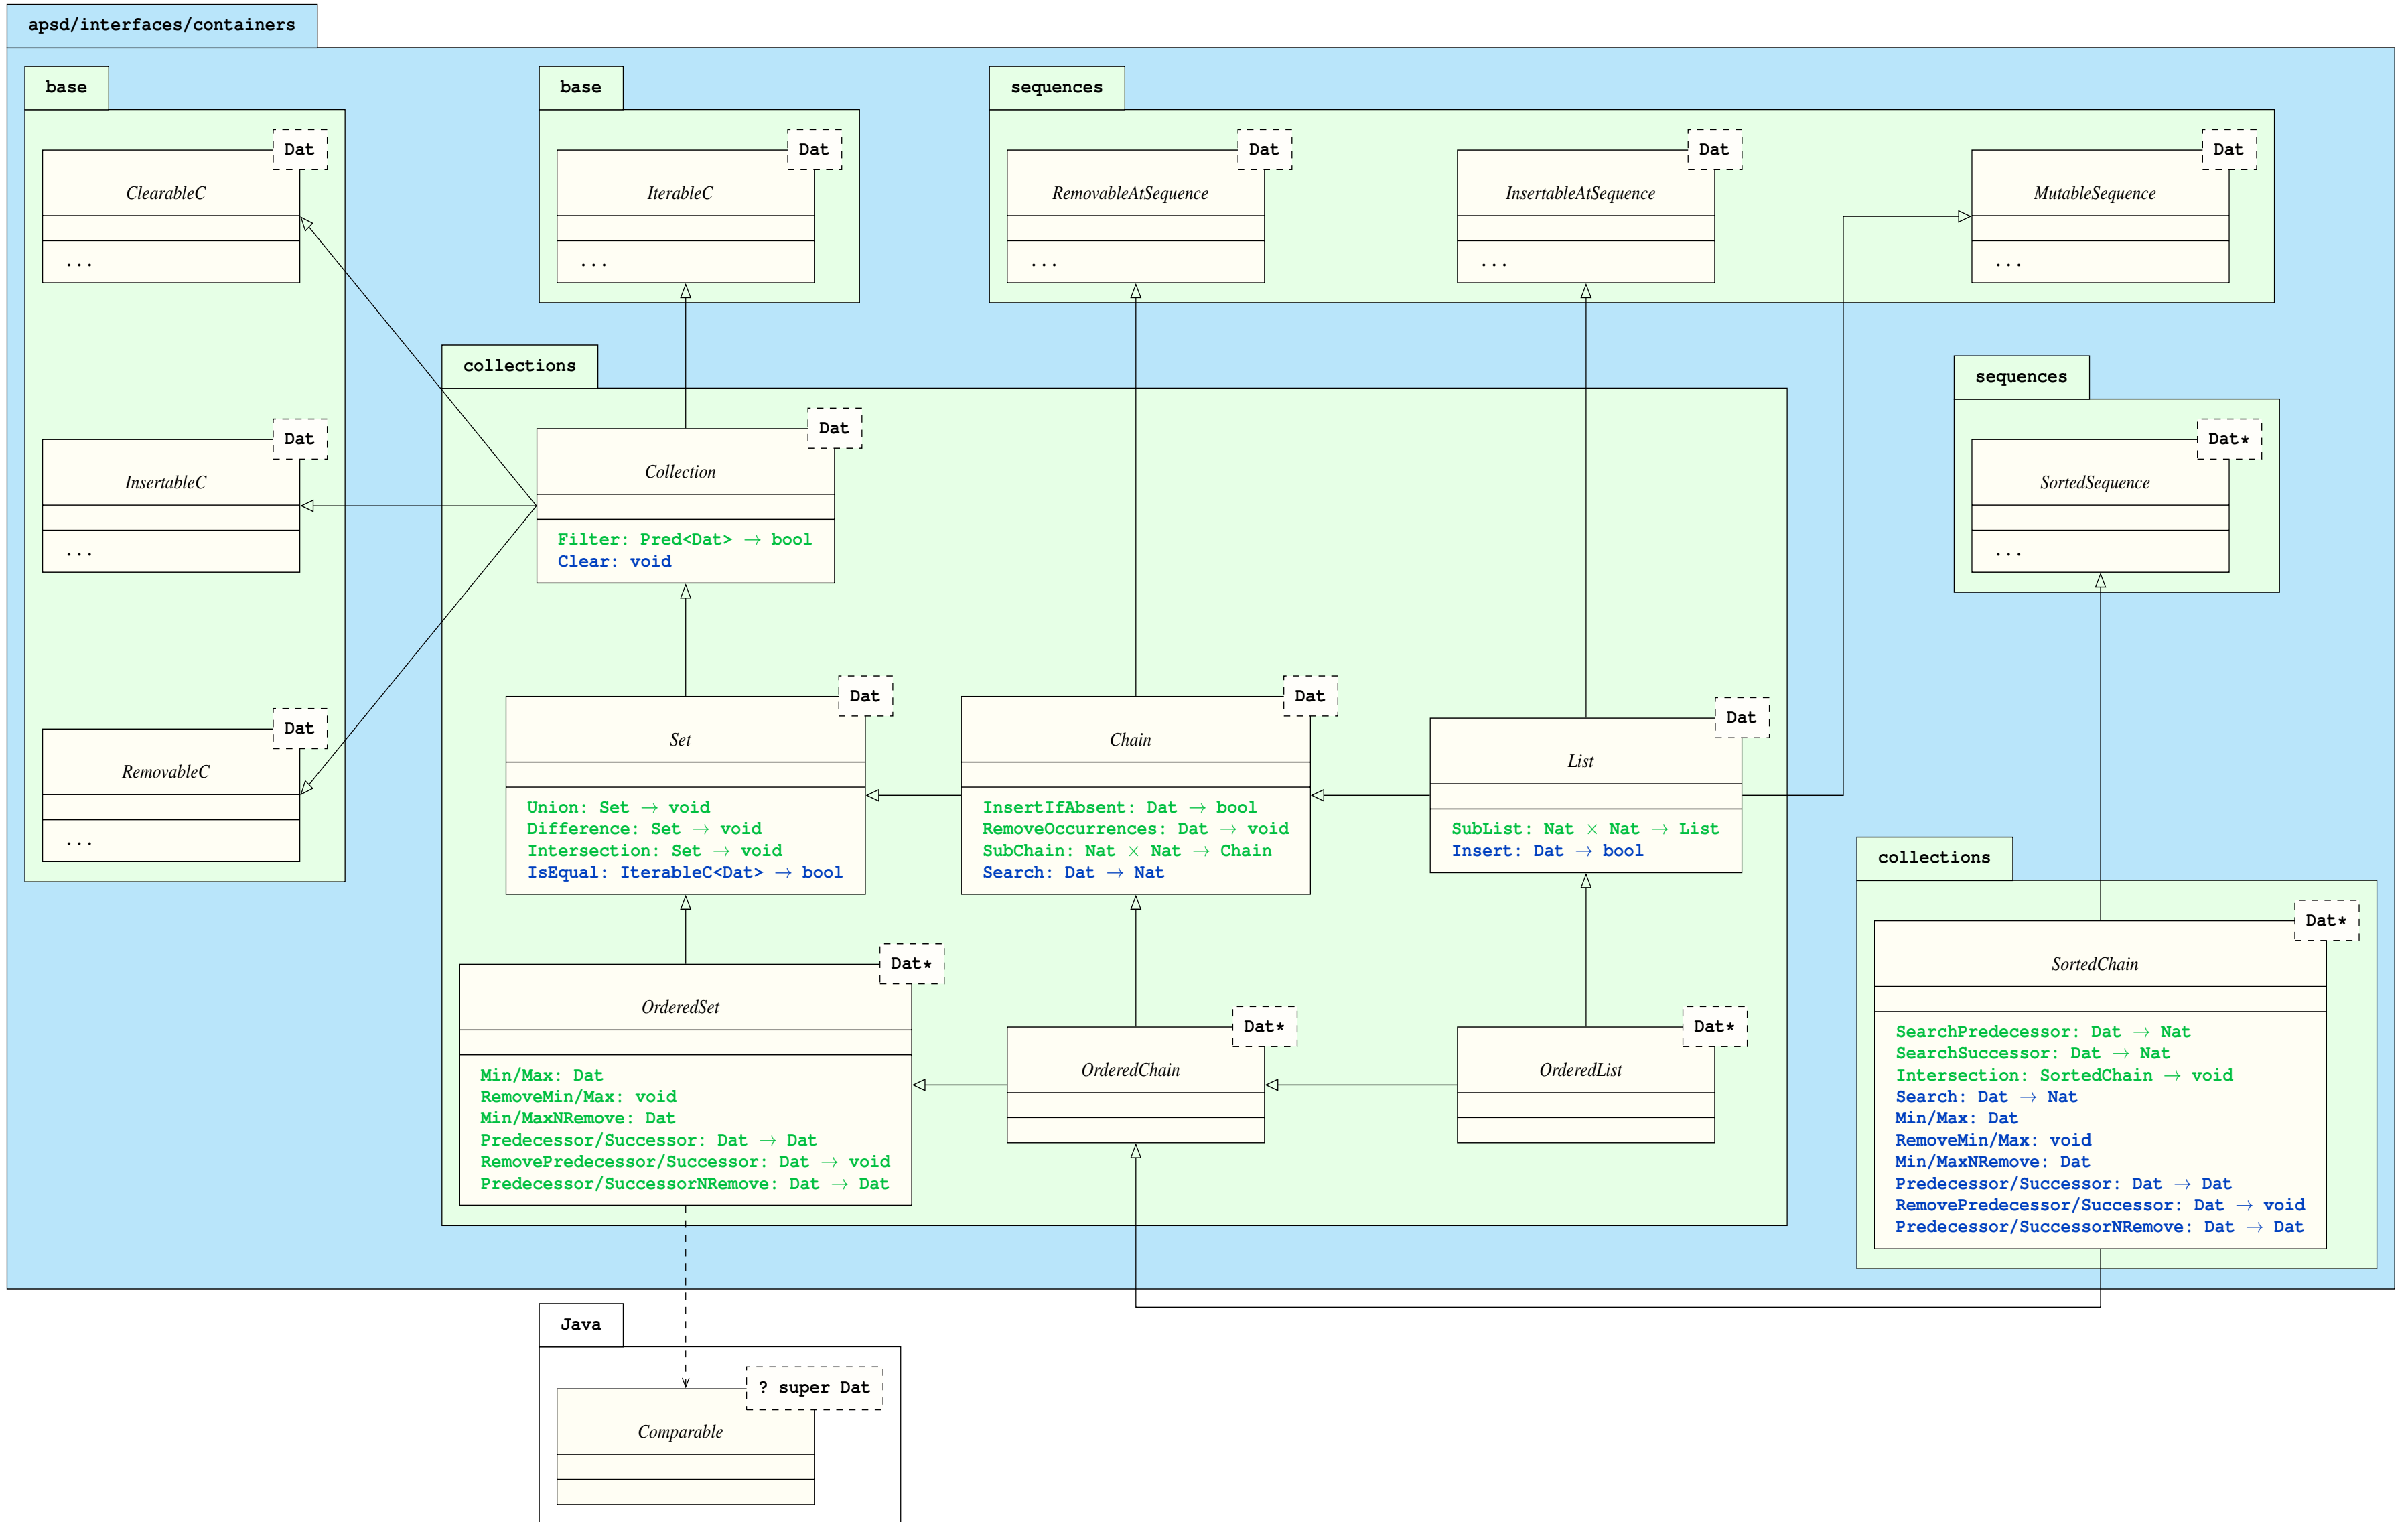 apsd/interfaces/containers
base
Dat
ClearableC
...
Dat
InsertableC
...
Dat
RemovableC
...
base
Dat
IterableC
...
sequences
Dat
RemovableAtSequence
...
Dat
InsertableAtSequence
...
Dat
MutableSequence
...
collections
Dat
Collection
Filter: Pred<Dat> → bool
Clear: void
Dat
Set
Union: Set → void
Difference: Set → void
Intersection: Set → void
IsEqual: IterableC<Dat> → bool
Dat
Chain
InsertIfAbsent: Dat → bool
RemoveOccurrences: Dat → void
SubChain: Nat × Nat → Chain
Search: Dat → Nat
Dat
List
SubList: Nat × Nat → List
Insert: Dat → bool
Dat*
OrderedSet
Min/Max: Dat
RemoveMin/Max: void
Min/MaxNRemove: Dat
Predecessor/Successor: Dat → Dat
RemovePredecessor/Successor: Dat → void
Predecessor/SuccessorNRemove: Dat → Dat
Dat*
OrderedChain
Dat*
OrderedList
sequences
Dat*
SortedSequence
...
collections
Dat*
SortedChain
SearchPredecessor: Dat → Nat
SearchSuccessor: Dat → Nat
Intersection: SortedChain → void
Search: Dat → Nat
Min/Max: Dat
RemoveMin/Max: void
Min/MaxNRemove: Dat
Predecessor/Successor: Dat → Dat
RemovePredecessor/Successor: Dat → void
Predecessor/SuccessorNRemove: Dat → Dat
Java
? super Dat
Comparable